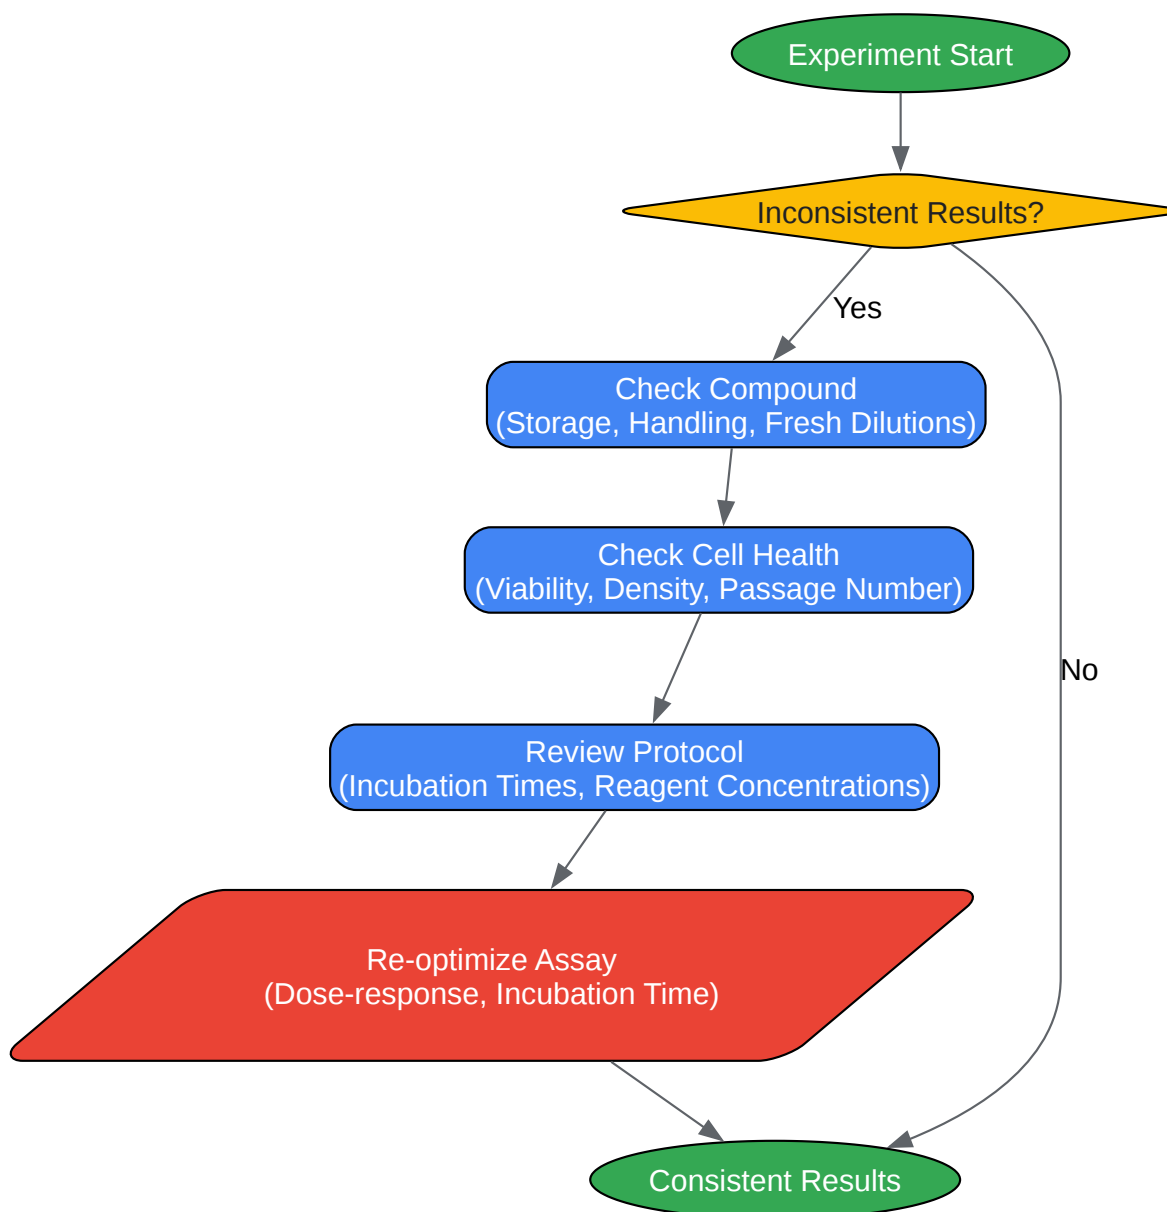 Experiment Start
Inconsistent Results?
Yes
Check Compound
(Storage, Handling, Fresh Dilutions)
Check Cell Health
(Viability, Density, Passage Number)
No
Review Protocol
(Incubation Times, Reagent Concentrations)
Re-optimize Assay
(Dose-response, Incubation Time)
Consistent Results